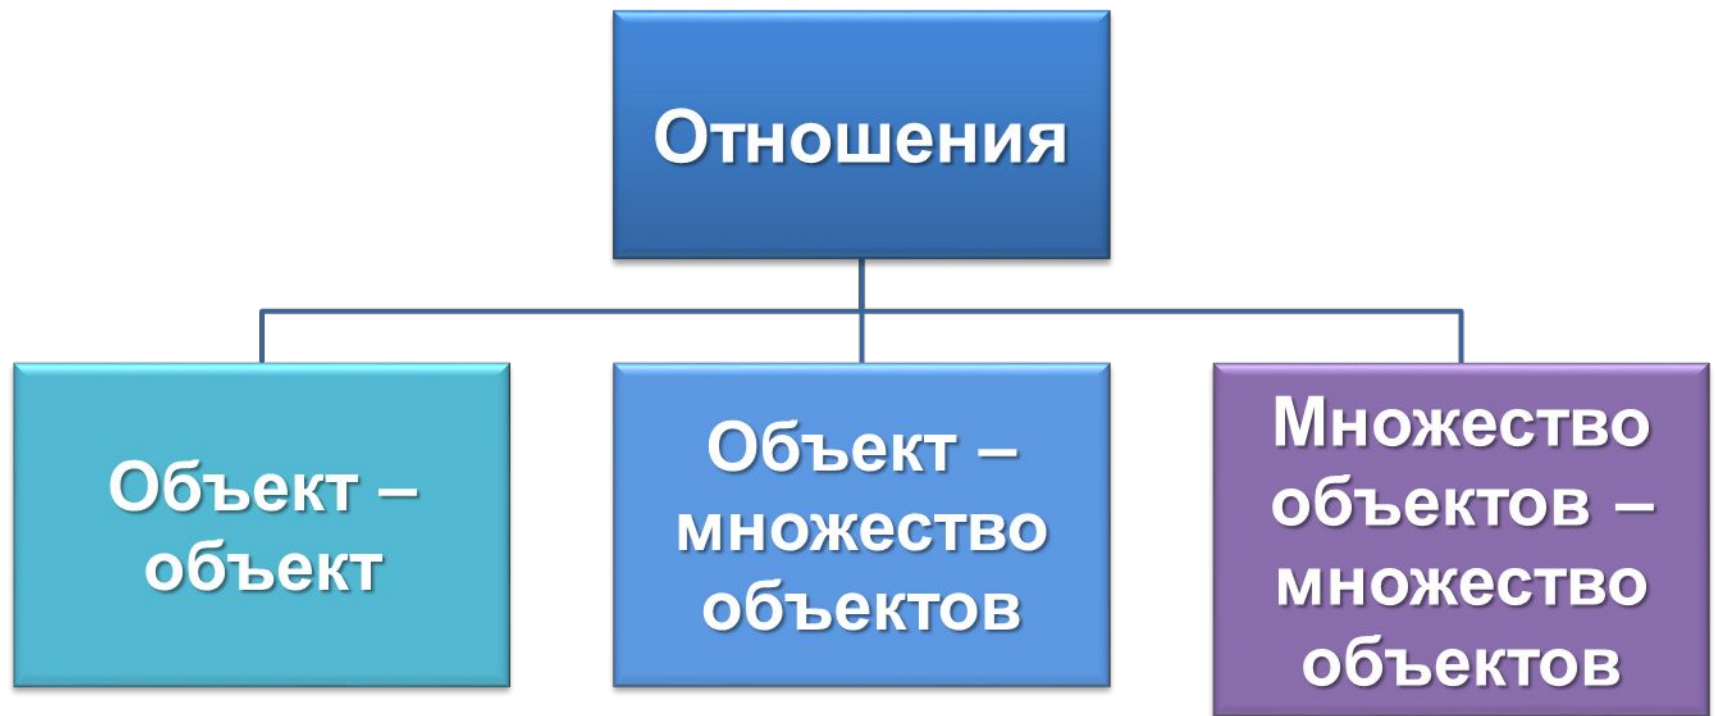 Отношения
Объект –
объект
Объект –
множество
объектов
Множество
объектов –
множество
объектов